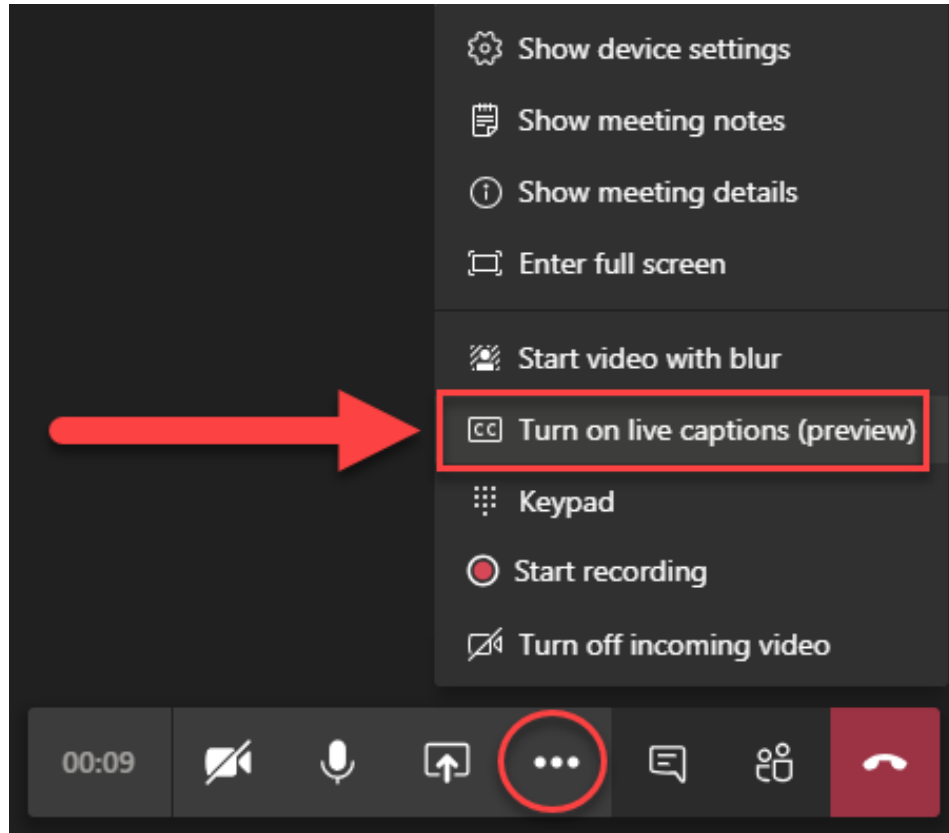 Show device settings
Show meeting notes
Show meeting details
Enter full screen
Start video with blur
CC Turn on live captions (preview)
Keypad
Start recording
Turn off incoming video
00:09